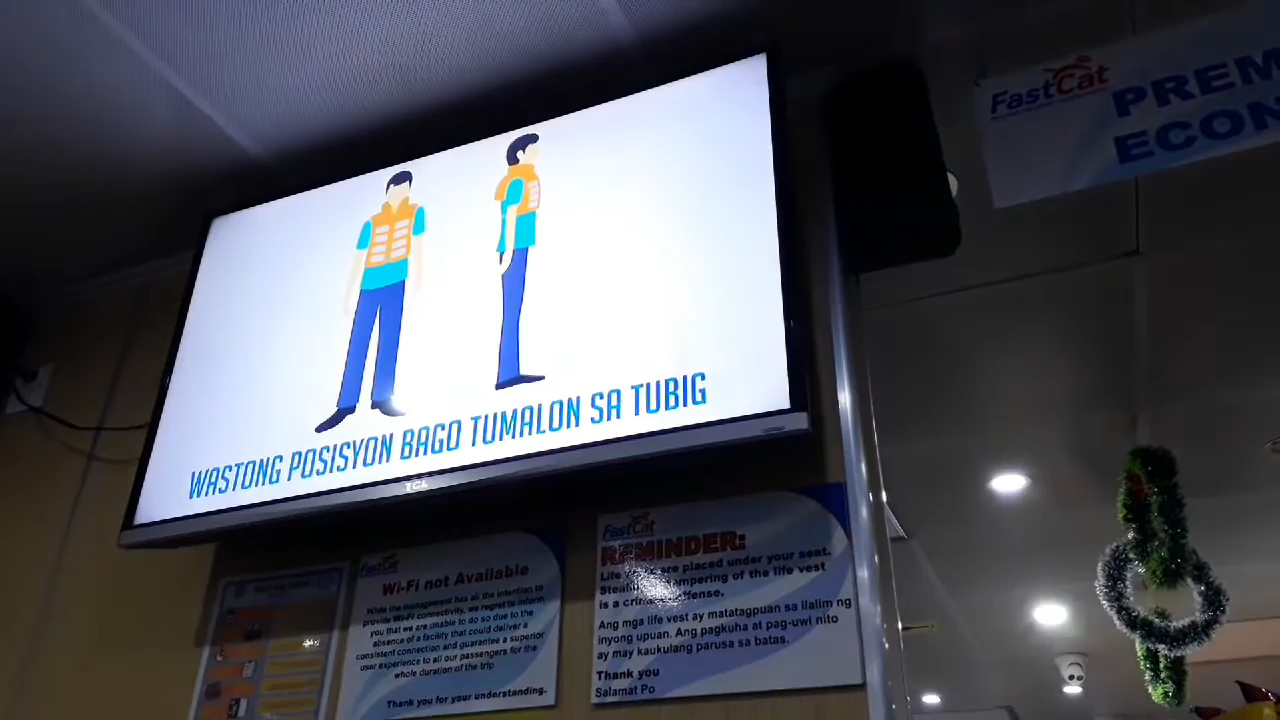 FastCat
PREM
ECON
WASTONG POSISYON BAGO TUMALON SA TUBIG
TCL
FastCat
Wi-Fi not Available
While the management has all the intention to
provide Wi-Fi connectivity, we regret to inform
you that we are unable to do so due to the
absence of a facility that could deliver a
consistent connection and guarantee a superior
user experience to all our passengers for the
whole duration of the trip
Thank you for your understanding.
FastCat
REMINDER:
Life are placed under your seat.
tampering of the life vest
is a offense.
Ang mga life vest ay matatagpuan sa ilalim ng
inyong upuan. Ang pagkuha at pag-uwi nito
ay may kaukulang parusa sa batas.
Thank you
Salamat Po